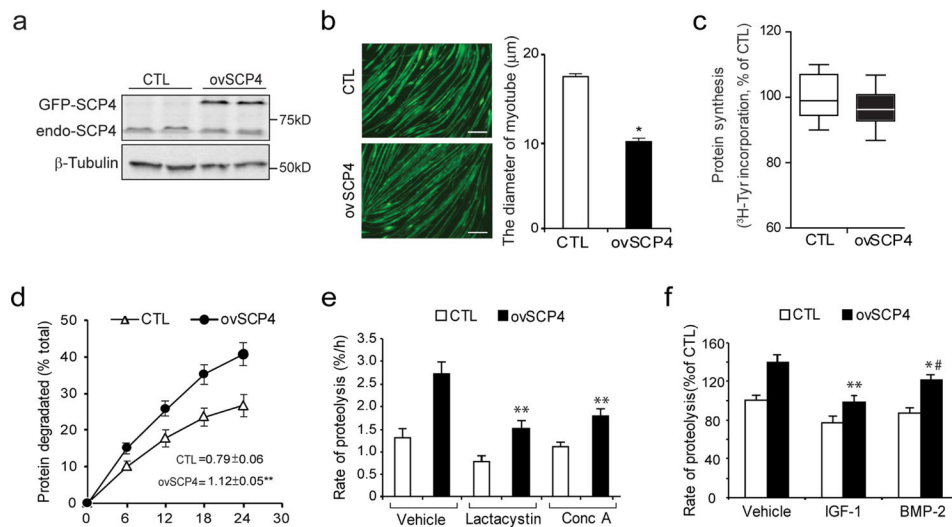 a
CTL ovSCP4
GFP-SCP4
75kD
endo-SCP4
β-Tubulin
50kD
b
CTL
ov SCP4
The diameter of myotube (μm)
20
10
0
*
CTL ovSCP4
c
Protein synthesis
(³H-Tyr incorporation, % of CTL)
120
100
80
60
CTL ovSCP4
d
Protein degradated (% total)
50
40
30
20
10
0
CTL
ovSCP4
CTL =0.79±0.06
ovSCP4= 1.12±0.05**
0 6 12 18 24 30
e
CTL ovSCP4
Rate of proteolysis (%/h)
3.5
3.0
2.5
2.0
1.5
1.0
0.5
0
** **
Vehicle Lactacystin Conc A
f
CTL ovSCP4
Rate of proteolysis(%of CTL)
160
120
80
40
0
** *#
Vehicle IGF-1 BMP-2